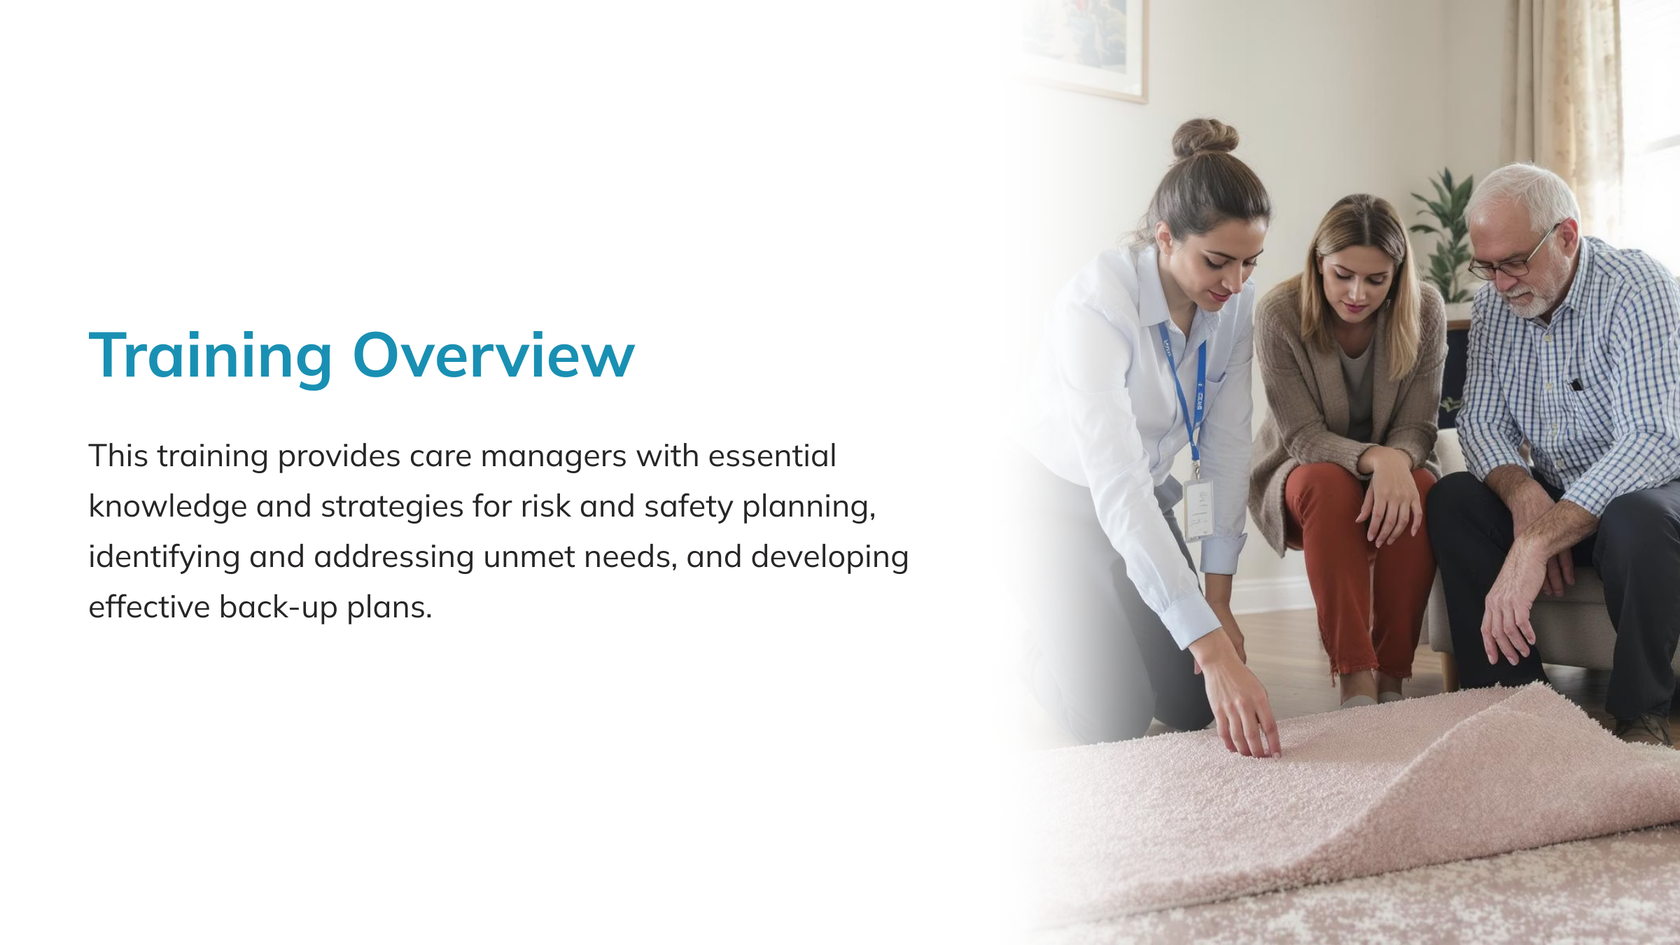 Training Overview
This training provides care managers with essential
knowledge and strategies for risk and safety planning,
identifying and addressing unmet needs, and developing
effective back-up plans.